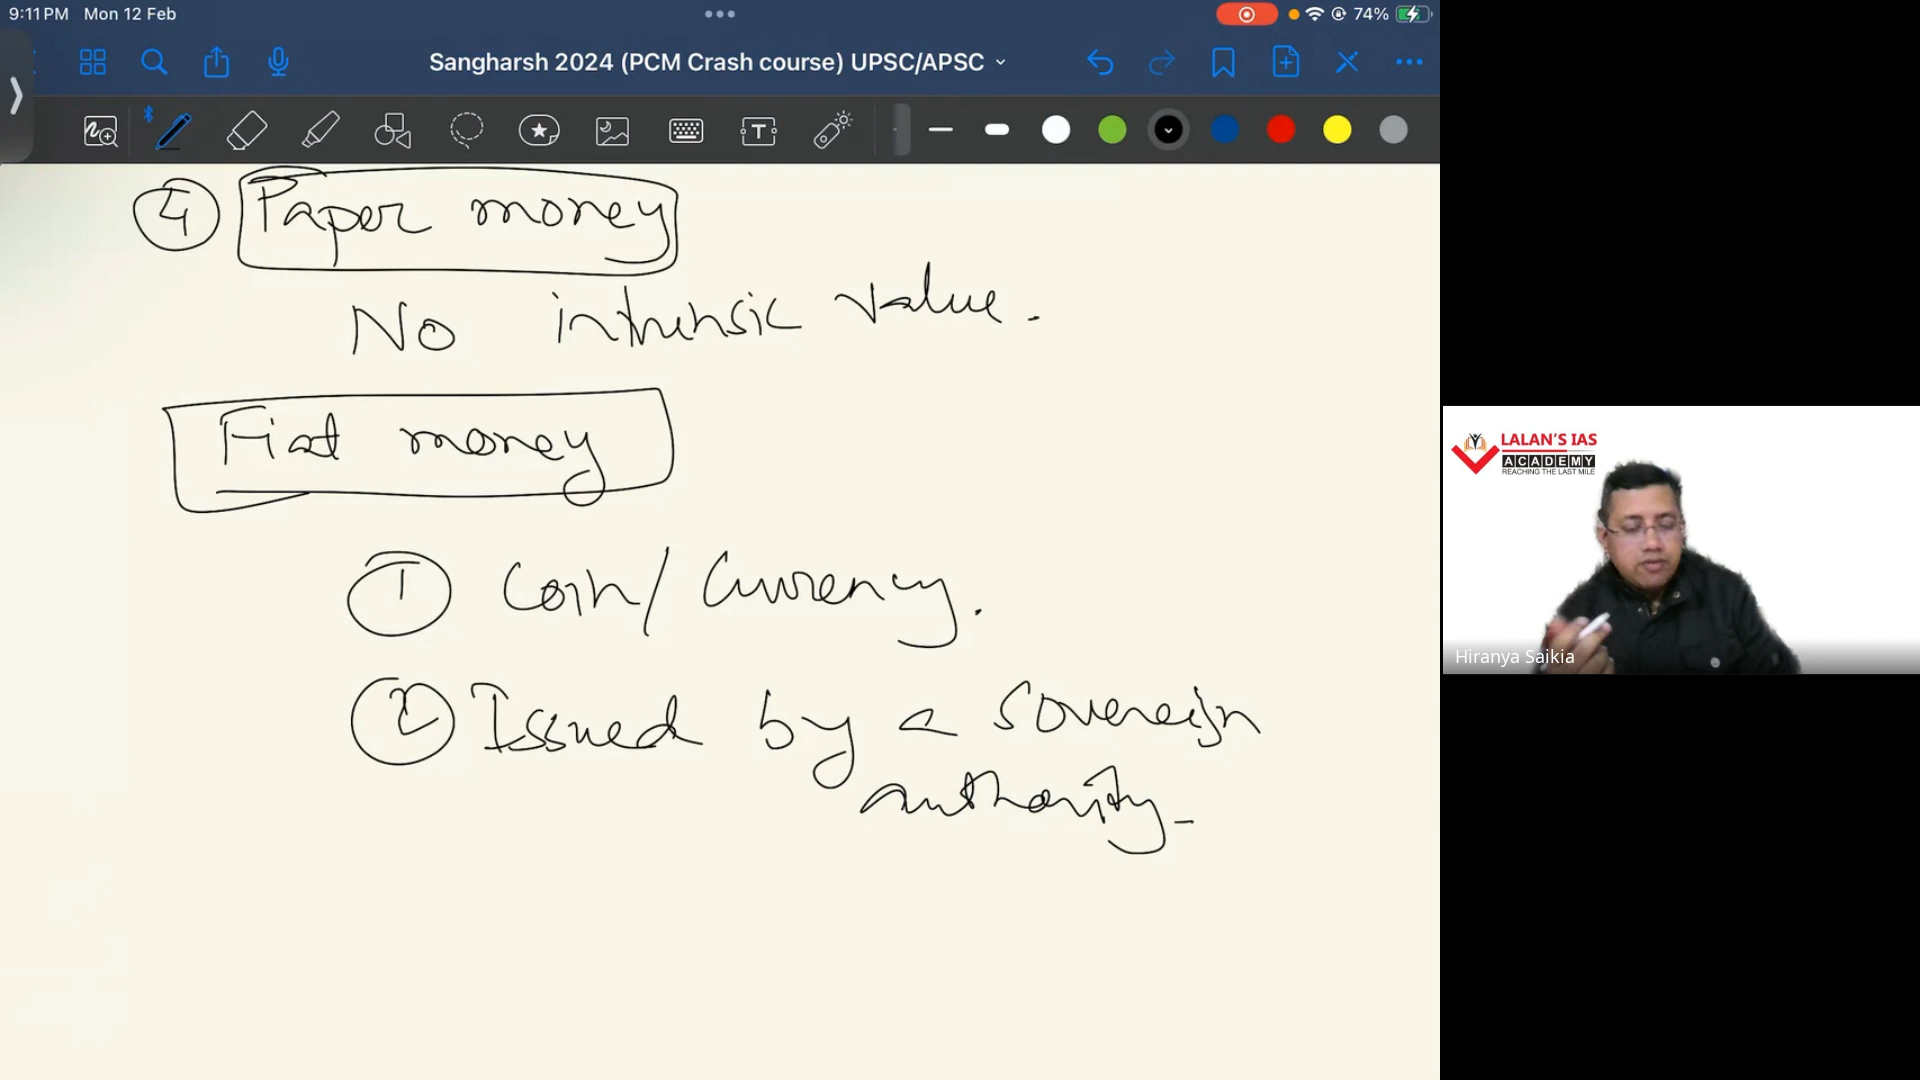 9:11 PM Mon 12 Feb
74%
Sangharsh 2024 (PCM Crash course) UPSC/APSC
T
4 Paper money
No intrinsic value.
Fiat money
1 Coin/Currency.
2 Issued by a sovereign
authority-
LALAN'S IAS
ACADEMY
REACHING THE LAST MILE
Hiranya Saikia